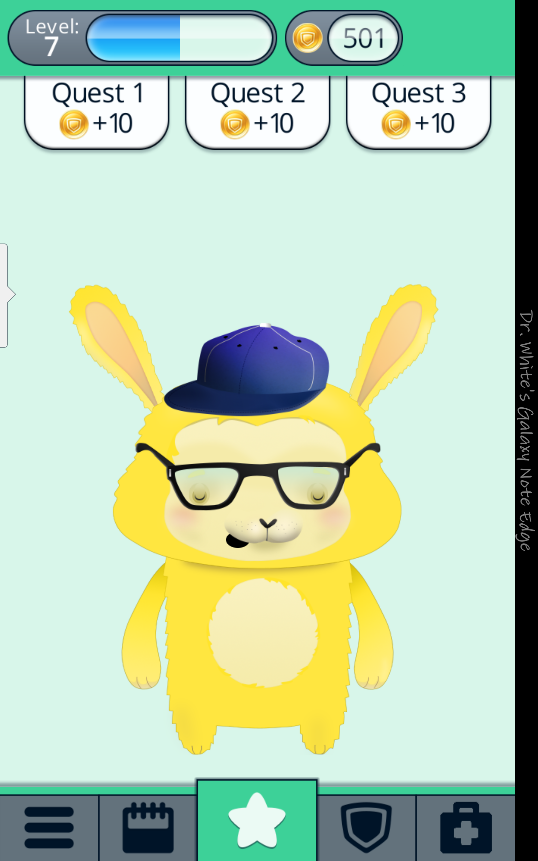 Level:
7
501
Quest 1
+10
Quest 2
+10
Quest 3
+10
Dr. White's Galaxy Note Edge